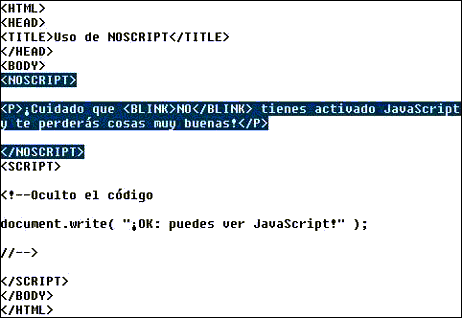 <HTML>
<HEAD>
<TITLE>Uso de NOSCRIPT</TITLE>
</HEAD>
<BODY>
<NOSCRIPT>
<P>¡Cuidado que <BLINK>NO</BLINK> tienes activado JavaScript
y te perderás cosas muy buenas!</P>
</NOSCRIPT>
<SCRIPT>
<!--Oculto el código
document.write( "¡OK: puedes ver JavaScript!" );
//-->
</SCRIPT>
</BODY>
</HTML>